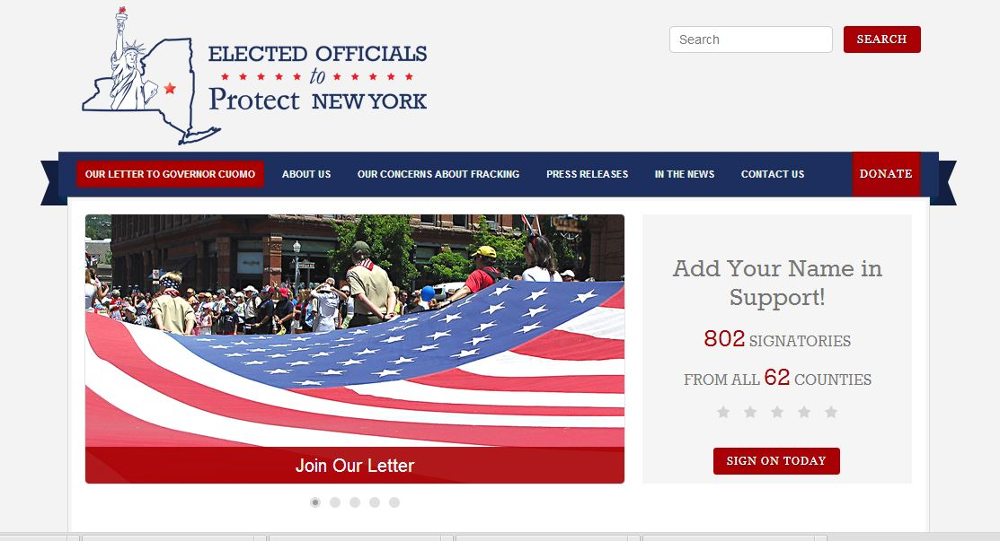 ELECTED OFFICIALS
to
Protect NEW YORK
Search
SEARCH
OUR LETTER TO GOVERNOR CUOMO
ABOUT US
OUR CONCERNS ABOUT FRACKING
PRESS RELEASES
IN THE NEWS
CONTACT US
DONATE
Join Our Letter
Add Your Name in
Support!
802 SIGNATORIES
FROM ALL 62 COUNTIES
SIGN ON TODAY